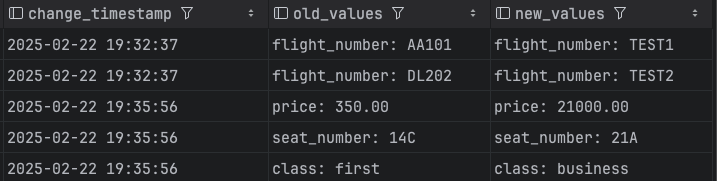 change_timestamp old_values new_values
2025-02-22 19:32:37 flight_number: AA101 flight_number: TEST1
2025-02-22 19:32:37 flight_number: DL202 flight_number: TEST2
2025-02-22 19:35:56 price: 350.00 price: 21000.00
2025-02-22 19:35:56 seat_number: 14C seat_number: 21A
2025-02-22 19:35:56 class: first class: business